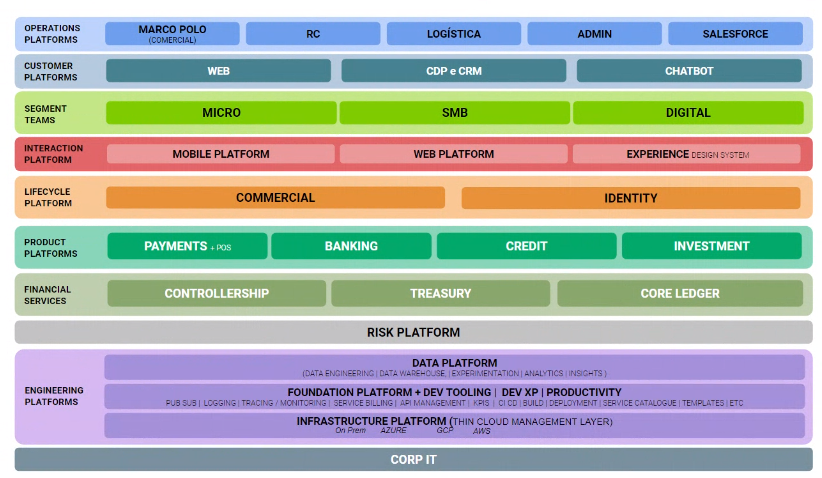 OPERATIONS
PLATFORMS
MARCO POLO
(COMERCIAL)
RC
LOGÍSTICA
ADMIN
SALESFORCE
CUSTOMER
PLATFORMS
WEB
CDP e CRM
CHATBOT
SEGMENT
TEAMS
MICRO
SMB
DIGITAL
INTERACTION
PLATFORM
MOBILE PLATFORM
WEB PLATFORM
EXPERIENCE DESIGN SYSTEM
LIFECYCLE
PLATFORM
COMMERCIAL
IDENTITY
PRODUCT
PLATFORMS
PAYMENTS + POS
BANKING
CREDIT
INVESTMENT
FINANCIAL
SERVICES
CONTROLLERSHIP
TREASURY
CORE LEDGER
RISK PLATFORM
ENGINEERING
PLATFORMS
DATA PLATFORM
(DATA ENGINEERING | DATA WAREHOUSE, | EXPERIMENTATION | ANALYTICS | INSIGHTS )
FOUNDATION PLATFORM + DEV TOOLING | DEV XP | PRODUCTIVITY
PUB SUB | LOGGING | TRACING / MONITORING | SERVICE BILLING | API MANAGEMENT | KPIS | CI CD | BUILD | DEPLOYMENT | SERVICE CATALOGUE | TEMPLATES | ETC
INFRASTRUCTURE PLATFORM (THIN CLOUD MANAGEMENT LAYER)
On Prem AZURE GCP AWS
CORP IT